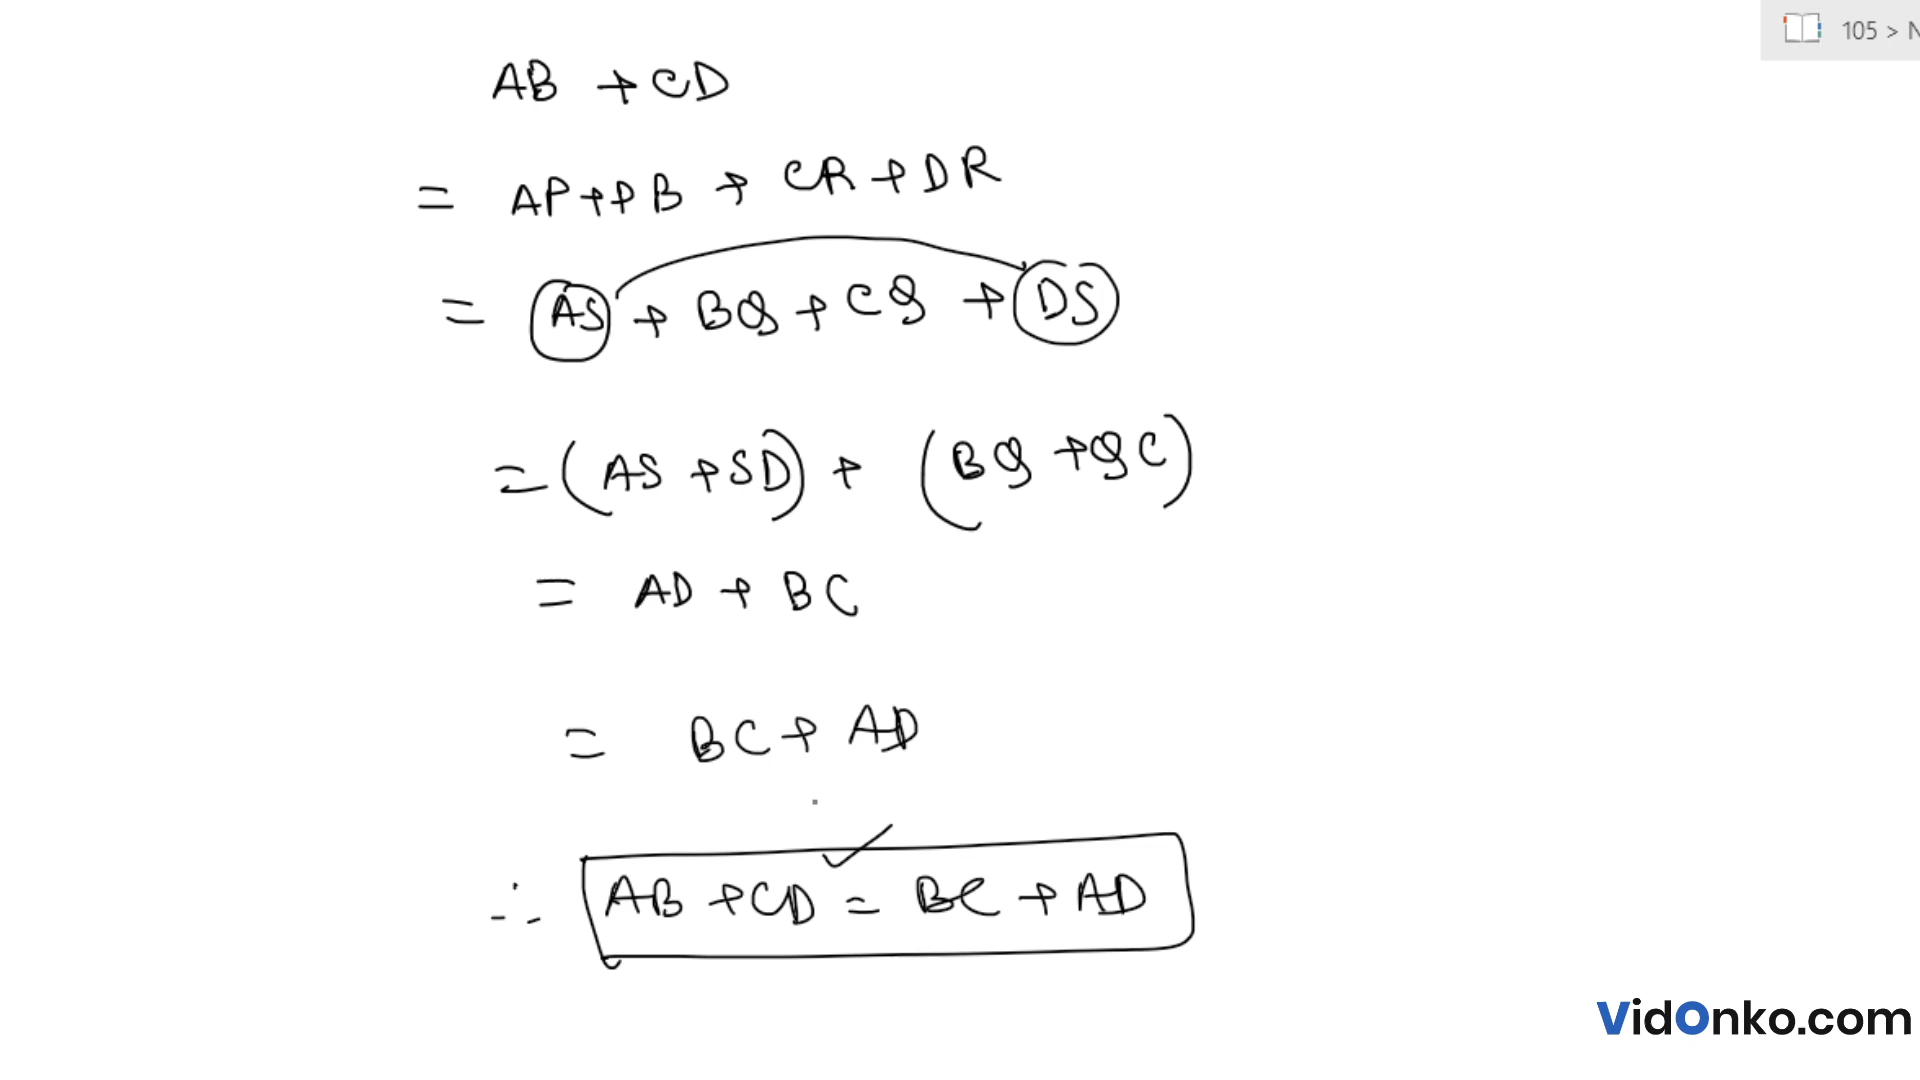 105 > N
AB + CD
= AP + PB + CR + DR
= AS + BQ + CQ + DS
= (AS + SD) + (BQ + QC)
= AD + BC
= BC + AD
∴ AB + CD = BC + AD
VidOnko.com